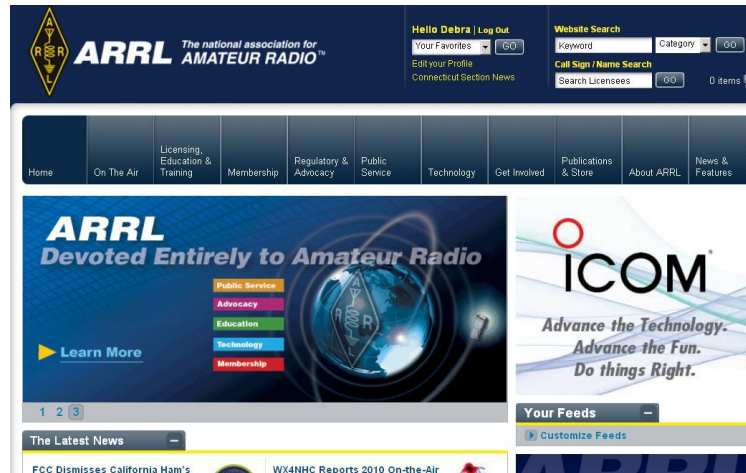 Hello Debra | Log Out
Your Favorites GO
Edit your Profile
Connecticut Section News
Website Search
Keyword Category GO
Call Sign / Name Search
Search Licensees GO 0 items
A
R R
L
ARRL The national association for
AMATEUR RADIO™
Home
On The Air
Licensing,
Education &
Training
Membership
Regulatory &
Advocacy
Public
Service
Technology
Get Involved
Publications
& Store
About ARRL
News &
Features
ARRL
Devoted Entirely to Amateur Radio
Public Service
Advocacy
Education
Technology
Membership
Learn More
A
R R
L
1 2 3
ICOM
Advance the Technology.
Advance the Fun.
Do things Right.
Your Feeds
Customize Feeds
ARRL
The Latest News
FCC Dismisses California Ham's
WX4NHC Reports 2010 On-the-Air